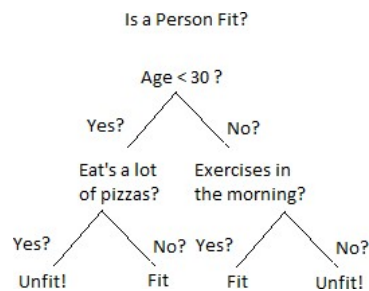 Is a Person Fit?
Age < 30 ?
Yes?
No?
Eat's a lot
of pizzas?
Exercises in
the morning?
Yes?
No?
Yes?
No?
Unfit!
Fit
Fit
Unfit!